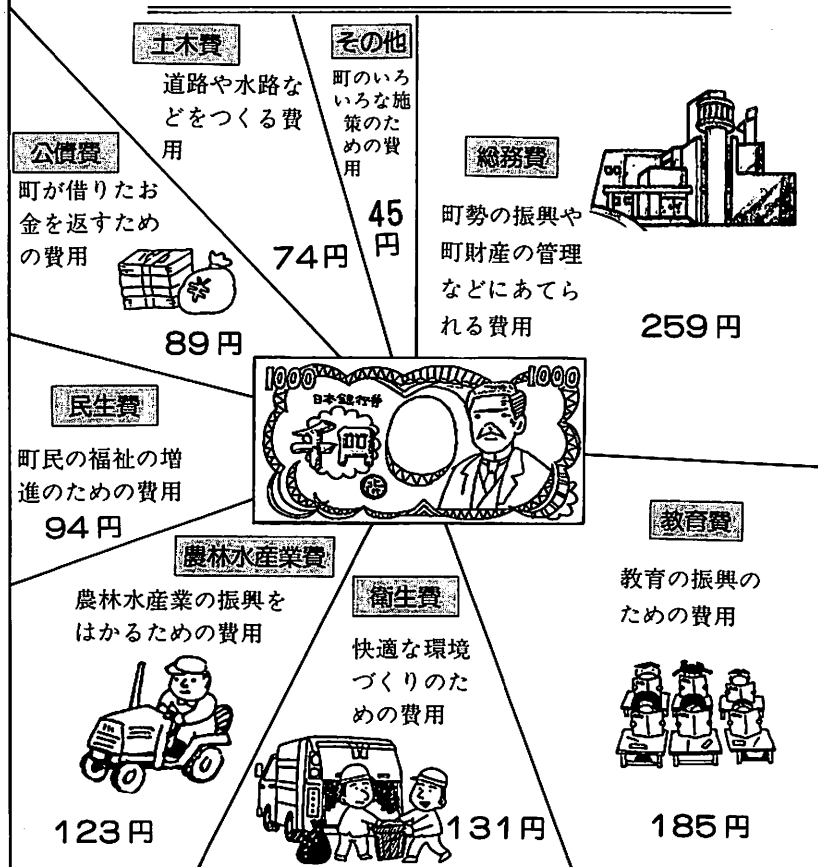 土木費
道路や水路な
どをつくる費
用
74円
その他
町のいろ
いろな施
策のた
めの費
用
45
円
総務費
町勢の振興や
町財産の管理
などにあてら
れる費用
259円
公債費
町が借りたお
金を返すため
の費用
89円
民生費
町民の福祉の増
進のための費用
94円
1000
1000
日本銀行券
千円
教育費
教育の振興の
ための費用
185円
農林水産業費
農林水産業の振興を
はかるための費用
123円
衛生費
快適な環境
づくりのた
めの費用
131円